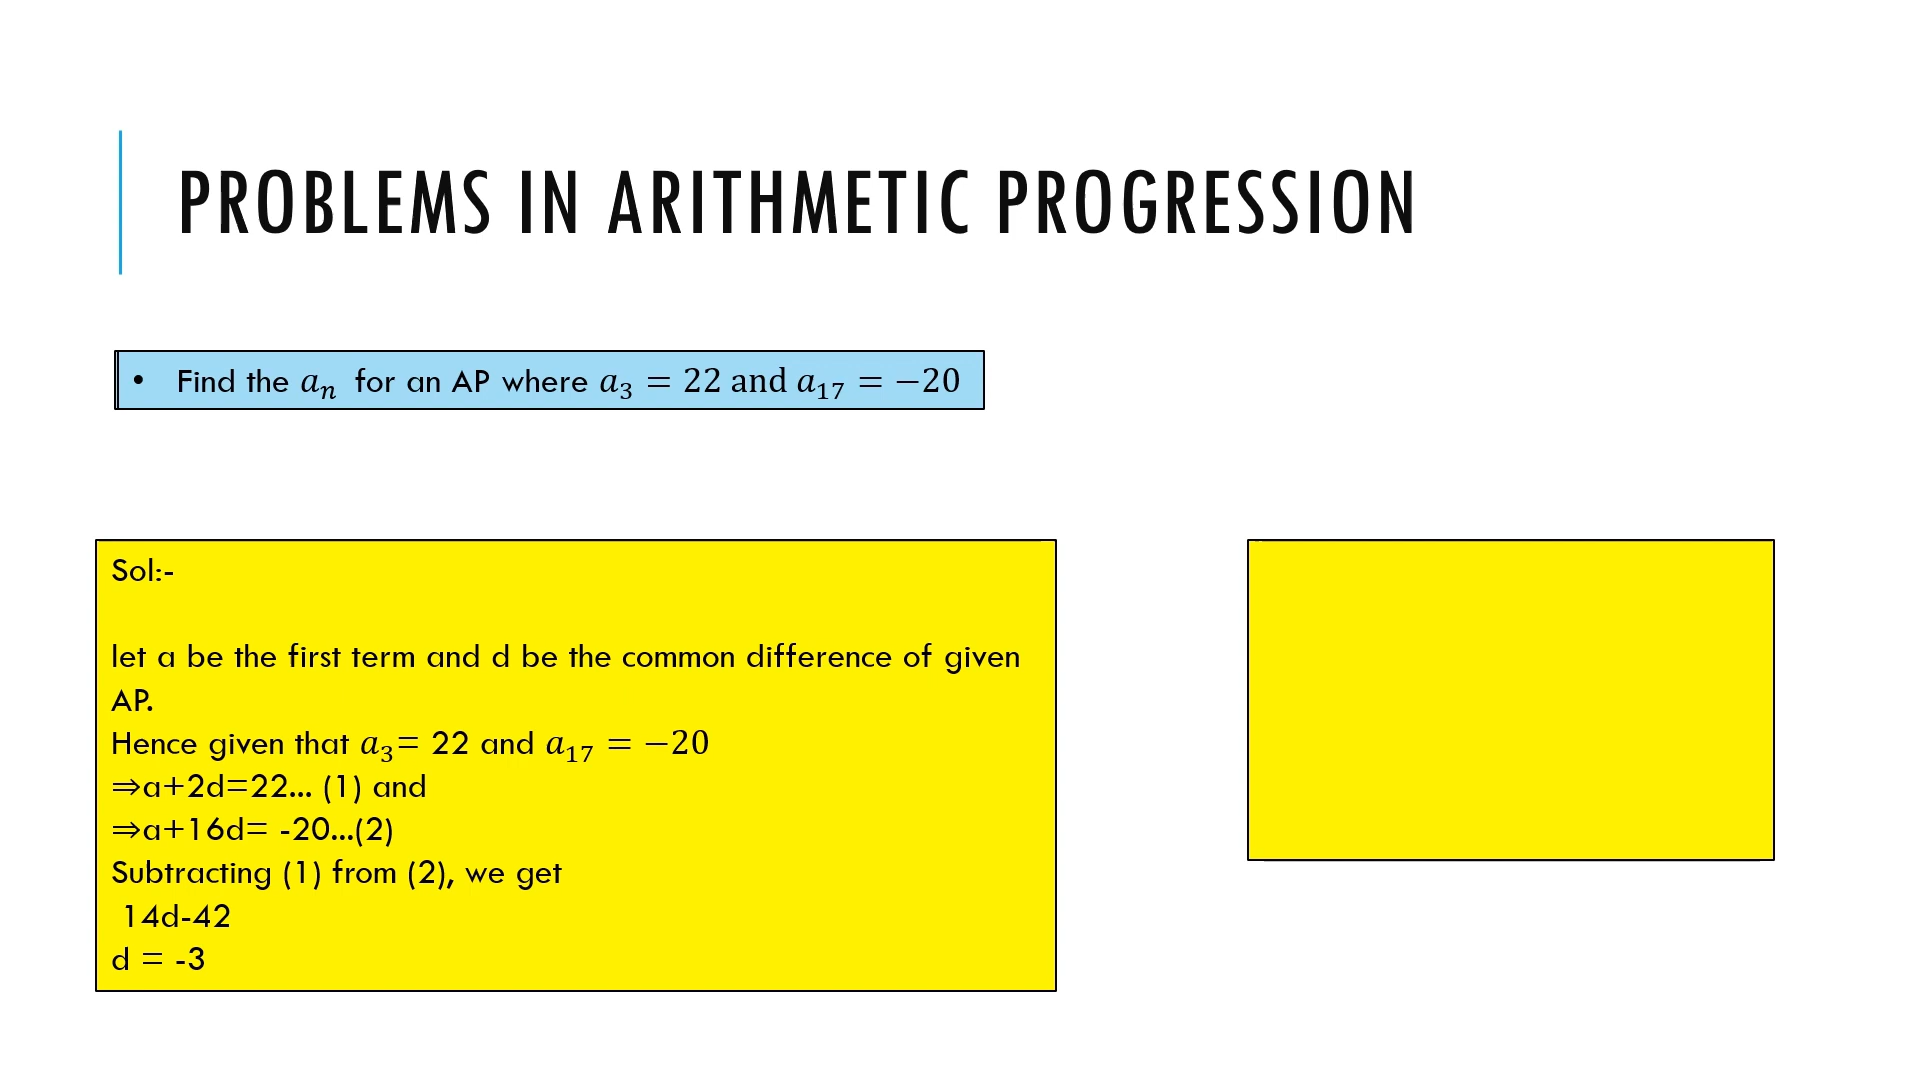 PROBLEMS IN ARITHMETIC PROGRESSION
• Find the aₙ for an AP where a₃ = 22 and a₁₇ = −20
Sol:-
let a be the first term and d be the common difference of given
AP.
Hence given that a₃= 22 and a₁₇ = −20
⇒a+2d=22... (1) and
⇒a+16d= -20...(2)
Subtracting (1) from (2), we get
14d-42
d = -3